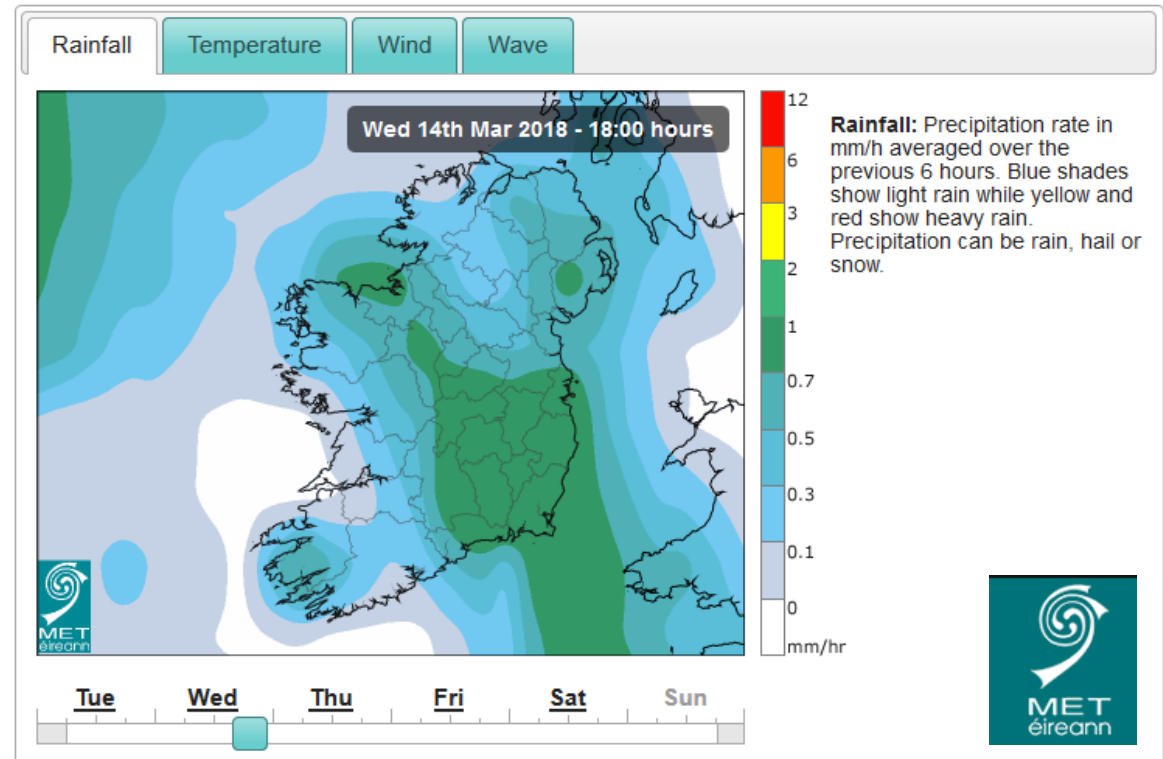 Rainfall
Temperature
Wind
Wave
Wed 14th Mar 2018 - 18:00 hours
12
6
3
2
1
0.7
0.5
0.3
0.1
0
mm/hr
Rainfall: Precipitation rate in
mm/h averaged over the
previous 6 hours. Blue shades
show light rain while yellow and
red show heavy rain.
Precipitation can be rain, hail or
snow.
MET
éireann
MET
éireann
Tue
Wed
Thu
Fri
Sat
Sun